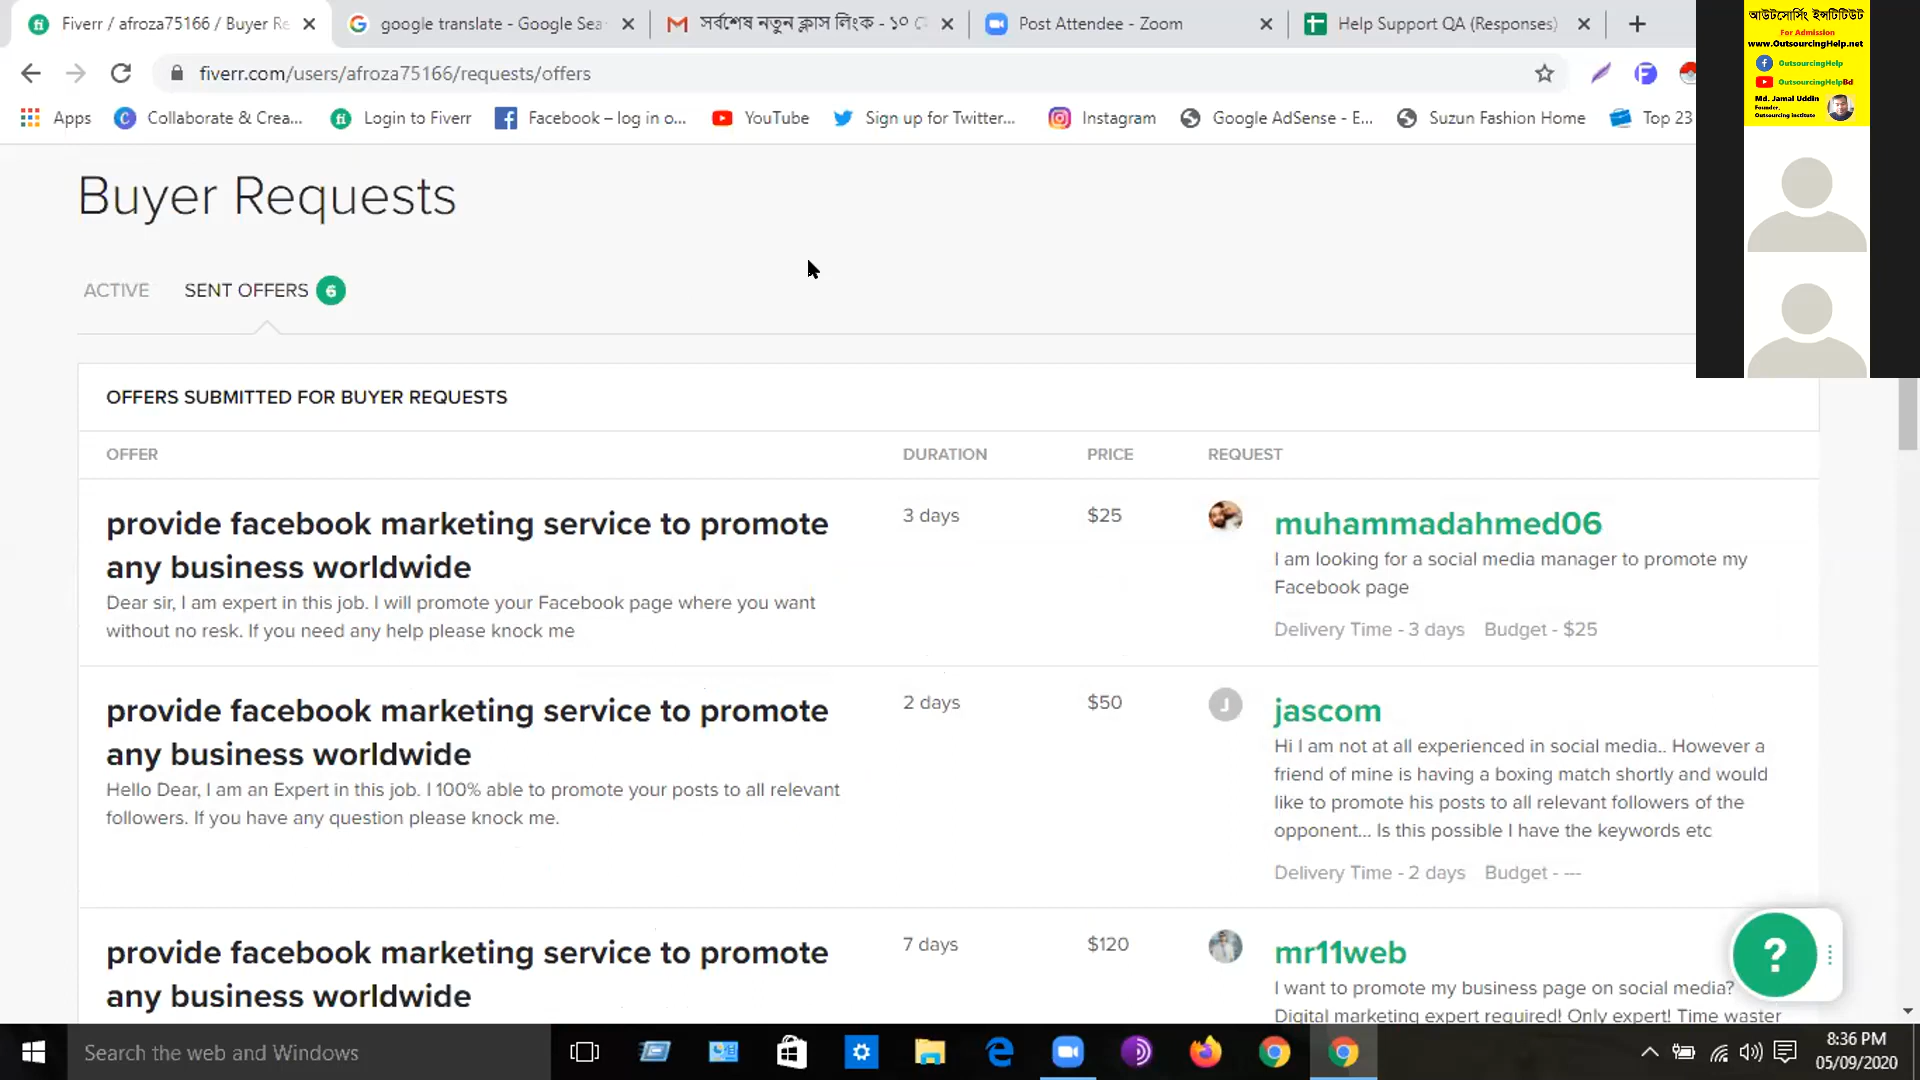 Fiverr / afroza75166 / Buyer Re
google translate - Google Sea
সর্বশেষ নতুন ক্লাস লিংক - ১০ সে
Post Attendee - Zoom
Help Support QA (Responses)
fiverr.com/users/afroza75166/requests/offers
Apps
Collaborate & Crea...
Login to Fiverr
Facebook – log in o...
YouTube
Sign up for Twitter...
Instagram
Google AdSense - E...
Suzun Fashion Home
Top 23
আউটসোর্সিং ইন্সটিটিউট
For Admission
www.OutsourcingHelp.net
OutsourcingHelp
OutsourcingHelpBd
Md. Jamal Uddin
Founder,
Outsourcing Institute
Buyer Requests
ACTIVE
SENT OFFERS 6
OFFERS SUBMITTED FOR BUYER REQUESTS
OFFER DURATION PRICE REQUEST
provide facebook marketing service to promote
any business worldwide
Dear sir, I am expert in this job. I will promote your Facebook page where you want
without no resk. If you need any help please knock me
3 days
$25
muhammadahmed06
I am looking for a social media manager to promote my
Facebook page
Delivery Time - 3 days Budget - $25
provide facebook marketing service to promote
any business worldwide
Hello Dear, I am an Expert in this job. I 100% able to promote your posts to all relevant
followers. If you have any question please knock me.
2 days
$50
J
jascom
Hi I am not at all experienced in social media.. However a
friend of mine is having a boxing match shortly and would
like to promote his posts to all relevant followers of the
opponent... Is this possible I have the keywords etc
Delivery Time - 2 days Budget - ---
provide facebook marketing service to promote
any business worldwide
7 days
$120
mr11web
I want to promote my business page on social media?
Digital marketing expert required! Only expert! Time waster
?
Search the web and Windows
8:36 PM
05/09/2020